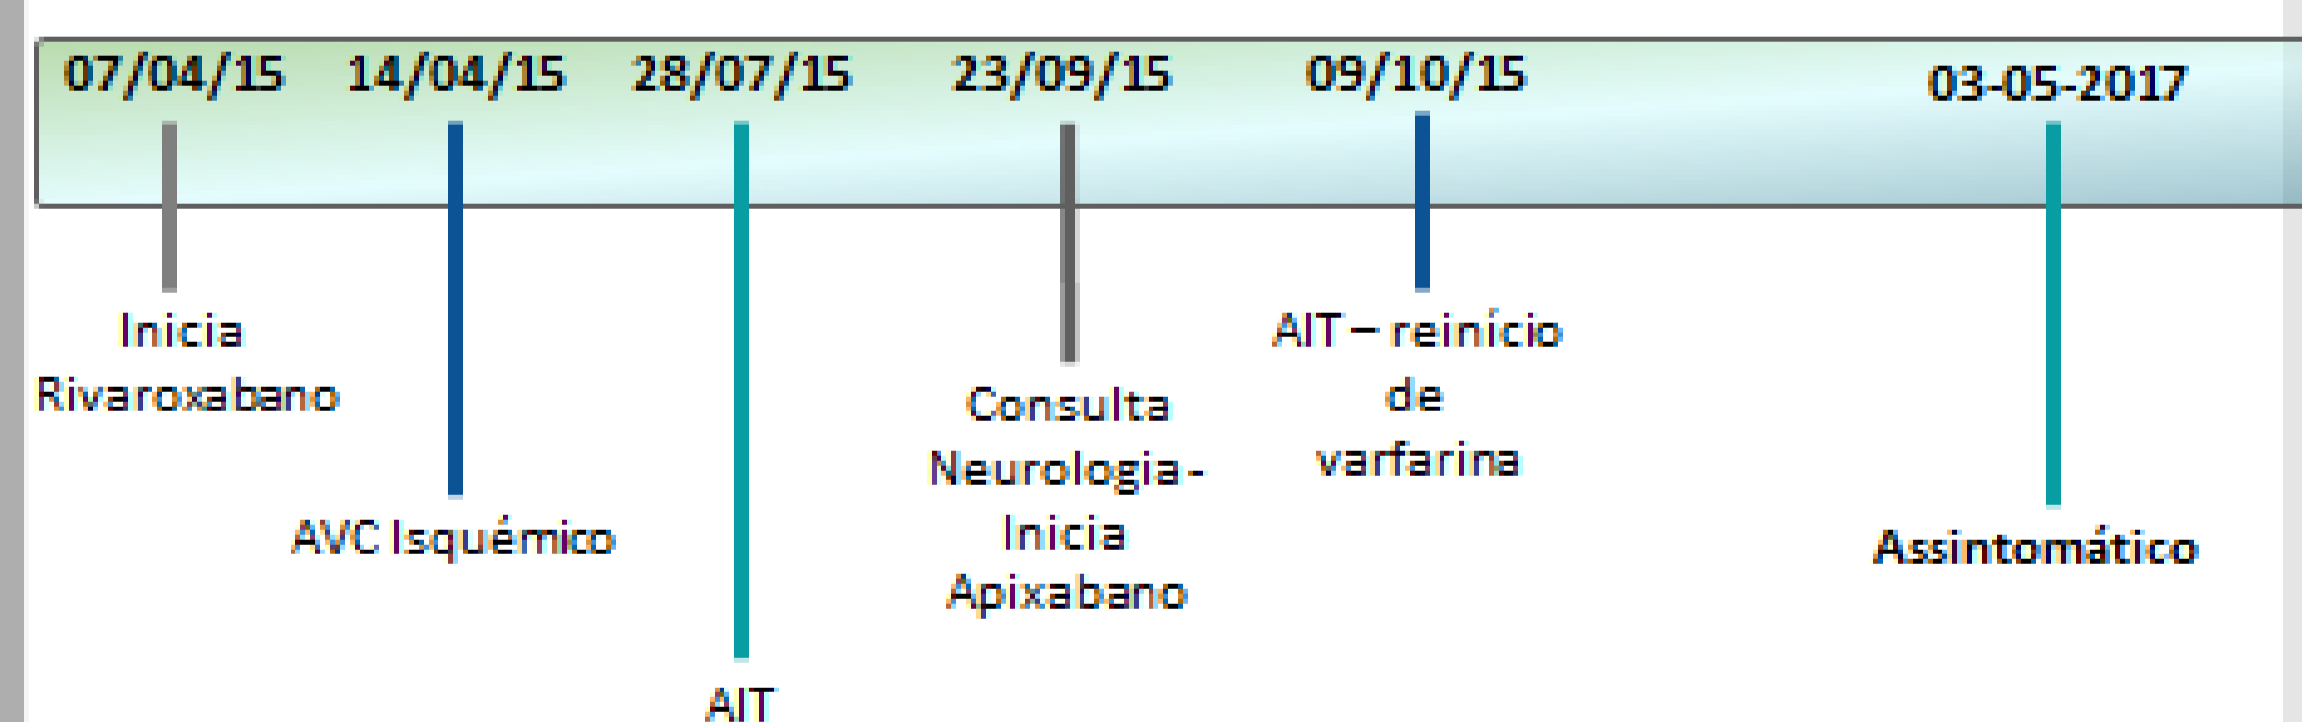 07/04/15 14/04/15 28/07/15 23/09/15 09/10/15 03-05-2017
Inicia
Rivaroxabano
AVC Isquémico
AIT
Consulta
Neurologia-
Inicia
Apixabano
AIT – reinício
de
varfarina
Assintomático